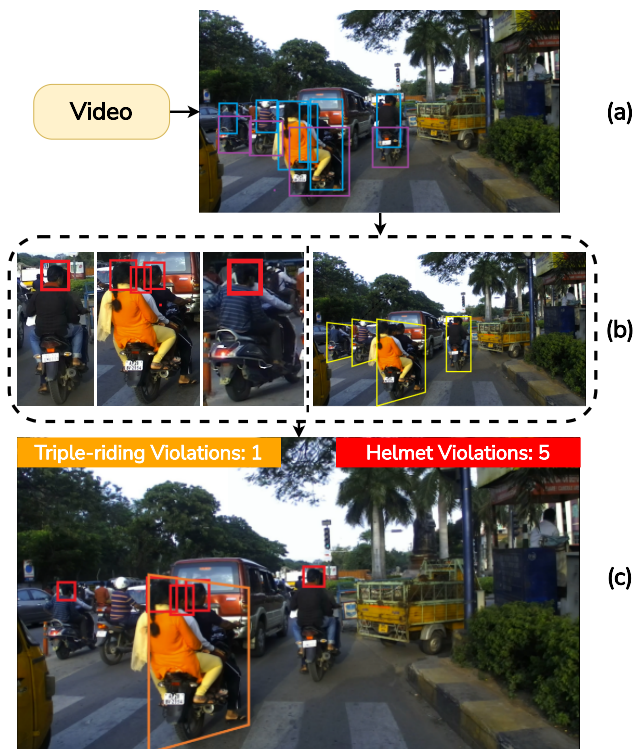 Video
(a)
(b)
Triple-riding Violations: 1
Helmet Violations: 5
(c)